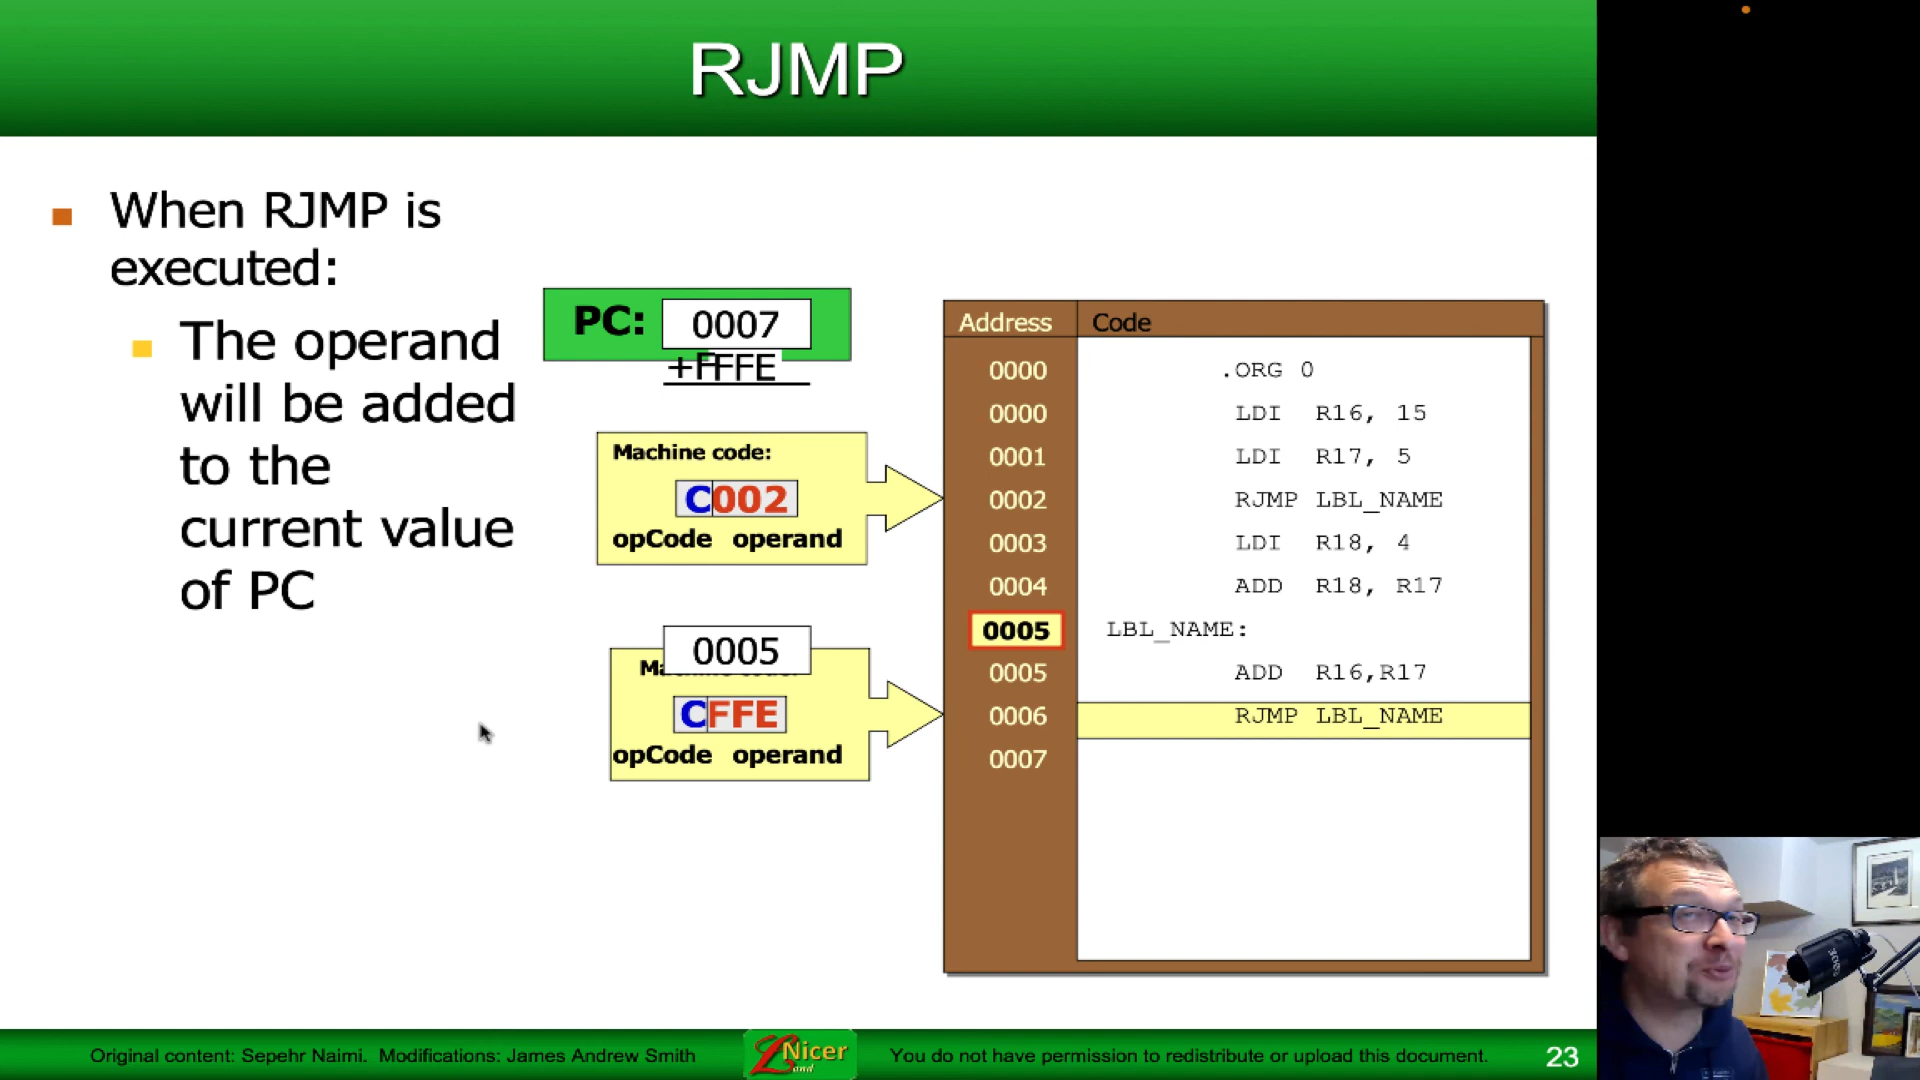 RJMP
When RJMP is
executed:
The operand
will be added
to the
current value
of PC
PC: 0007
+FFFE
Machine code:
C002
opCode operand
0005
CFFE
opCode operand
Address Code
0000 .ORG 0
0000 LDI R16, 15
0001 LDI R17, 5
0002 RJMP LBL_NAME
0003 LDI R18, 4
0004 ADD R18, R17
0005 LBL_NAME:
0005 ADD R16,R17
0006 RJMP LBL_NAME
0007
Original content: Sepehr Naimi. Modifications: James Andrew Smith
Nicer
Land
You do not have permission to redistribute or upload this document.
23